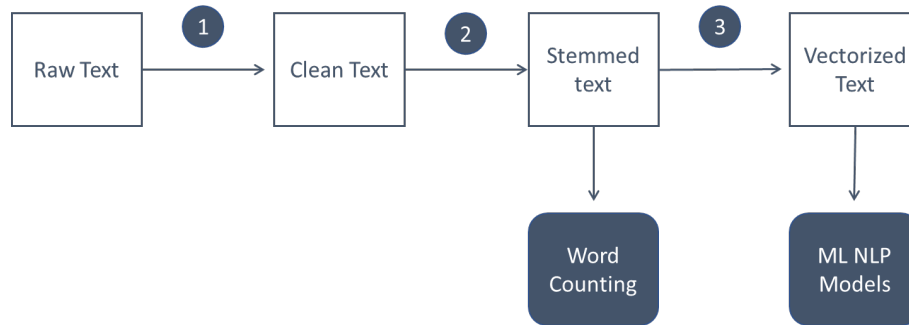 1
2
3
Raw Text
Clean Text
Stemmed
text
Vectorized
Text
Word
Counting
ML NLP
Models